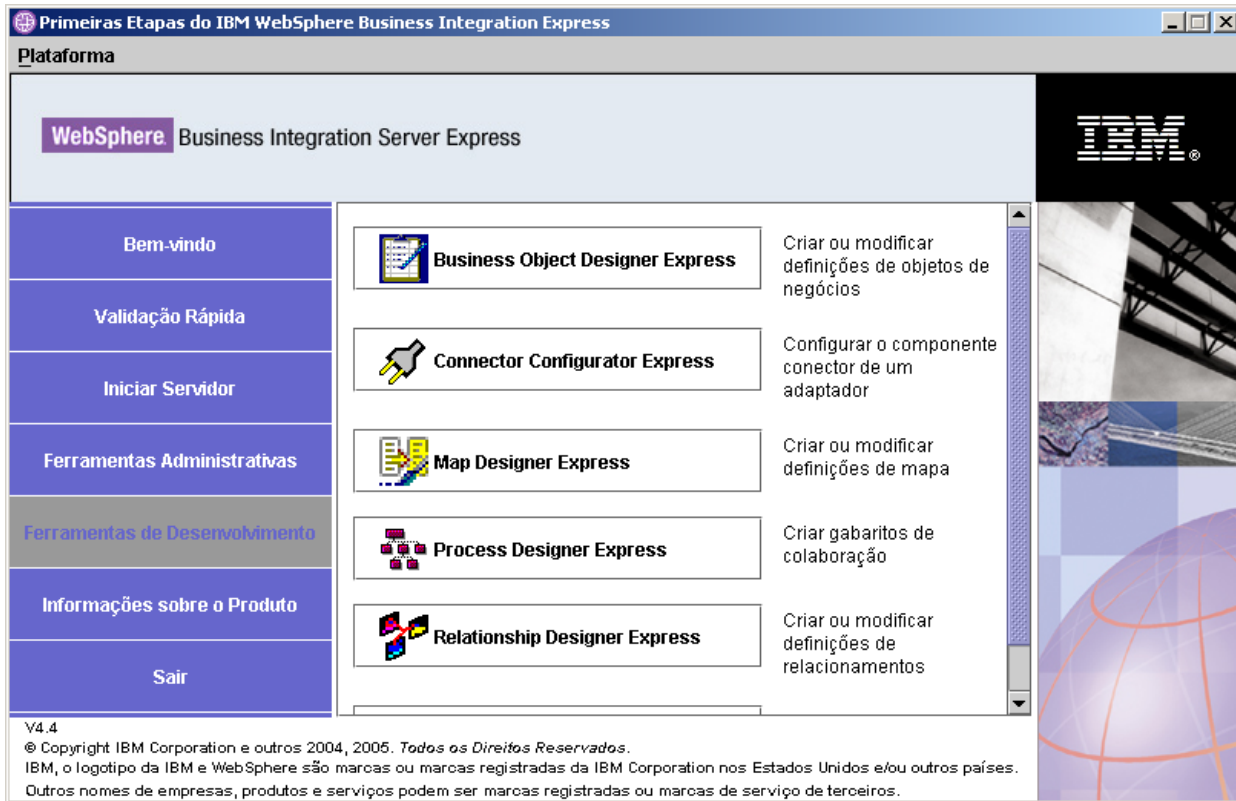 Primeiras Etapas do IBM WebSphere Business Integration Express
Plataforma
WebSphere. Business Integration Server Express
IBM®
Bem-vindo
Validação Rápida
Iniciar Servidor
Ferramentas Administrativas
Ferramentas de Desenvolvimento
Informações sobre o Produto
Sair
Business Object Designer Express
Criar ou modificar
definições de objetos de
negócios
Connector Configurator Express
Configurar o componente
conector de um
adaptador
Map Designer Express
Criar ou modificar
definições de mapa
Process Designer Express
Criar gabaritos de
colaboração
Relationship Designer Express
Criar ou modificar
definições de
relacionamentos
V4.4
© Copyright IBM Corporation e outros 2004, 2005. Todos os Direitos Reservados.
IBM, o logotipo da IBM e WebSphere são marcas ou marcas registradas da IBM Corporation nos Estados Unidos e/ou outros países.
Outros nomes de empresas, produtos e serviços podem ser marcas registradas ou marcas de serviço de terceiros.